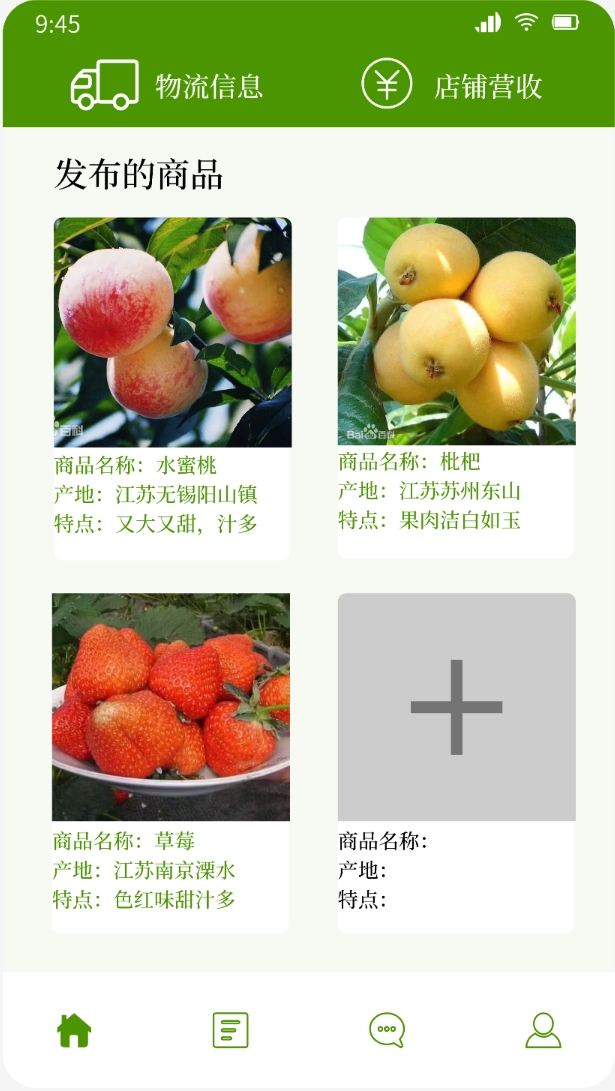 9:45
物流信息
店铺营收
发布的商品
Baidu百科
商品名称：水蜜桃
产地：江苏无锡阳山镇
特点：又大又甜，汁多
商品名称：枇杷
产地：江苏苏州东山
特点：果肉洁白如玉
商品名称：草莓
产地：江苏南京溧水
特点：色红味甜汁多
商品名称：
产地：
特点：